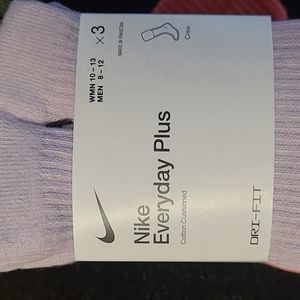 Nike
Everyday Plus
Cotton Cushioned
WMN 10 - 13
MEN 8 - 12
×3
MADE IN PAKISTAN
Crew
DRI-FIT